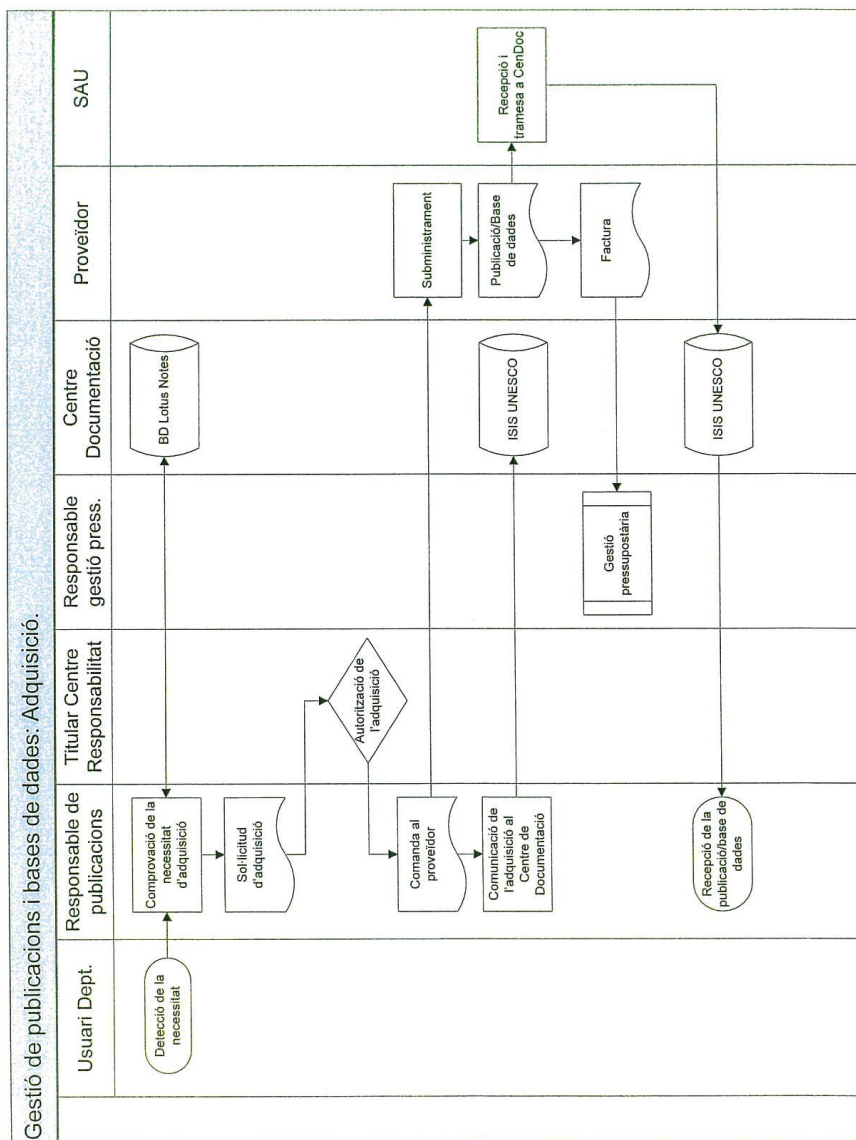 Gestió de publicacions i bases de dades: Adquisició.
Usuari Dept.
Responsable de
publicacions
Titular Centre
Responsabilitat
Responsable
gestió press.
Centre
Documentació
Proveïdor
SAU
Detecció de la
necessitat
Comprovació de la
necessitat
d'adquisició
BD Lotus Notes
Sol·licitud
d'adquisició
Autorització de
l'adquisició
Comanda al
proveïdor
Subministrament
Comunicació de
l'adquisició al
Centre de
Documentació
ISIS UNESCO
Publicació/Base
de dades
Recepció i
tramesa a CenDoc
Factura
Gestió
pressupostària
ISIS UNESCO
Recepció de la
publicació/base de
dades